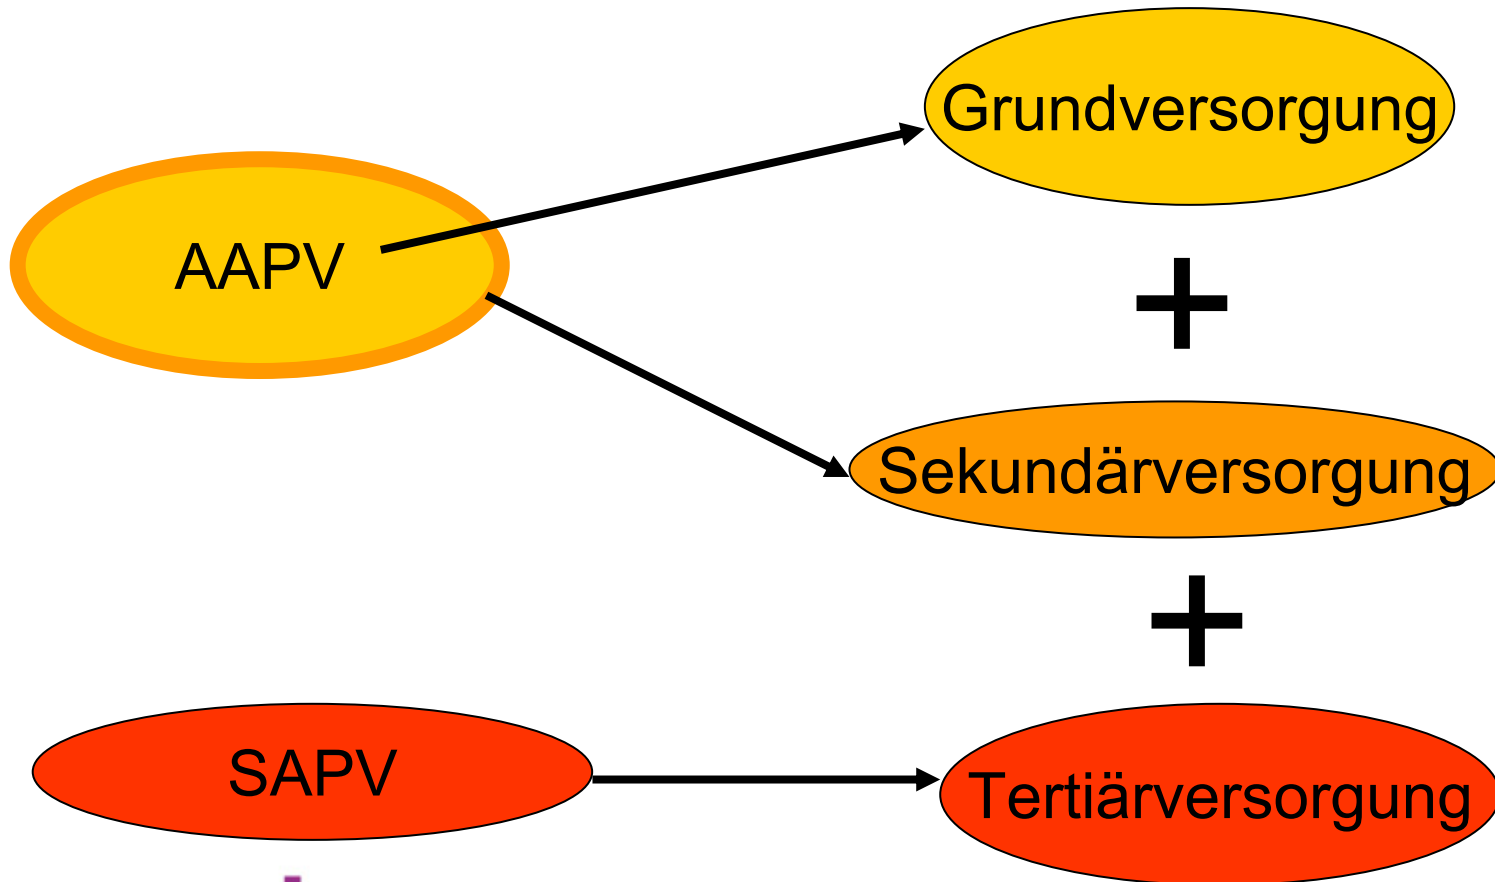 Grundversorgung
AAPV
+
Sekundärversorgung
+
SAPV
Tertiärversorgung